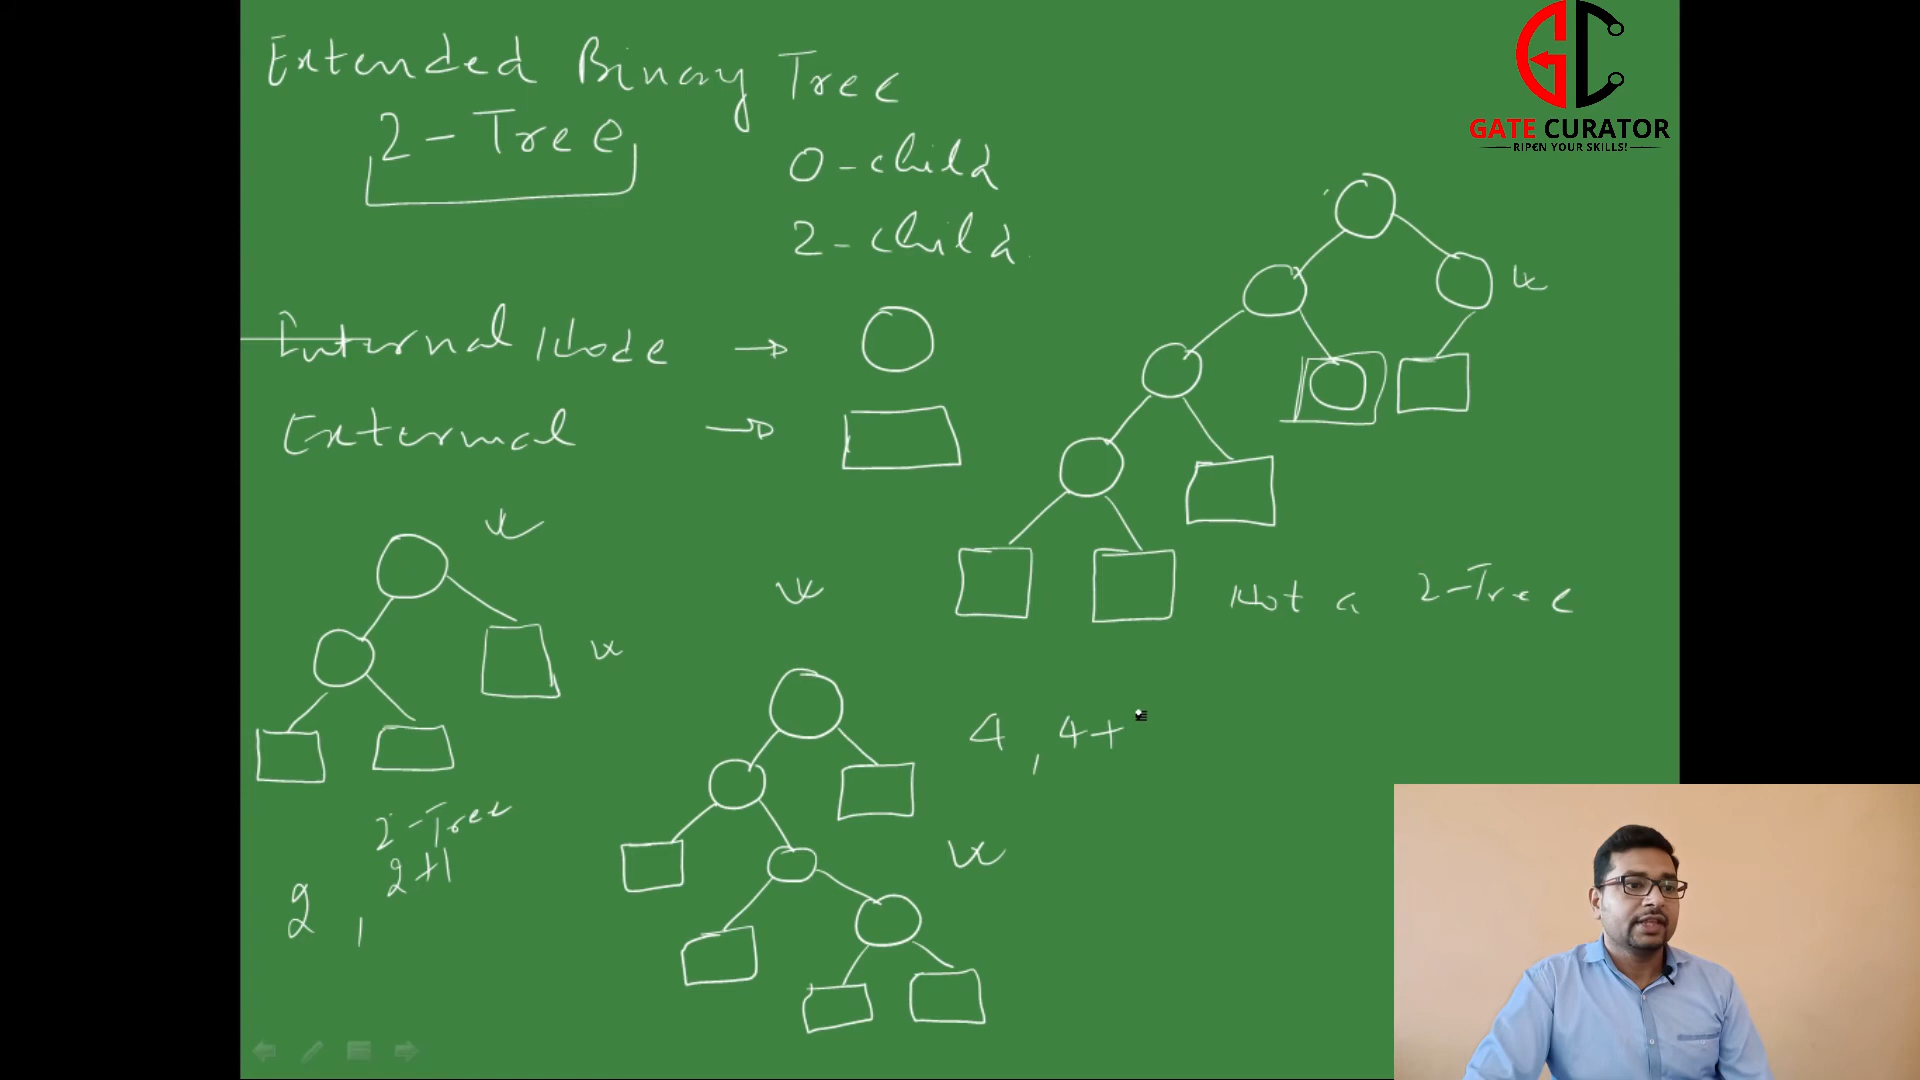 Extended Binary Tree
2-Tree
0-child
2-child
Internal Node →
External →
Not a 2-Tree
2-Tree
2+1
2 ,
4 , 4+
GC
GATE CURATOR
RIPEN YOUR SKILLS!